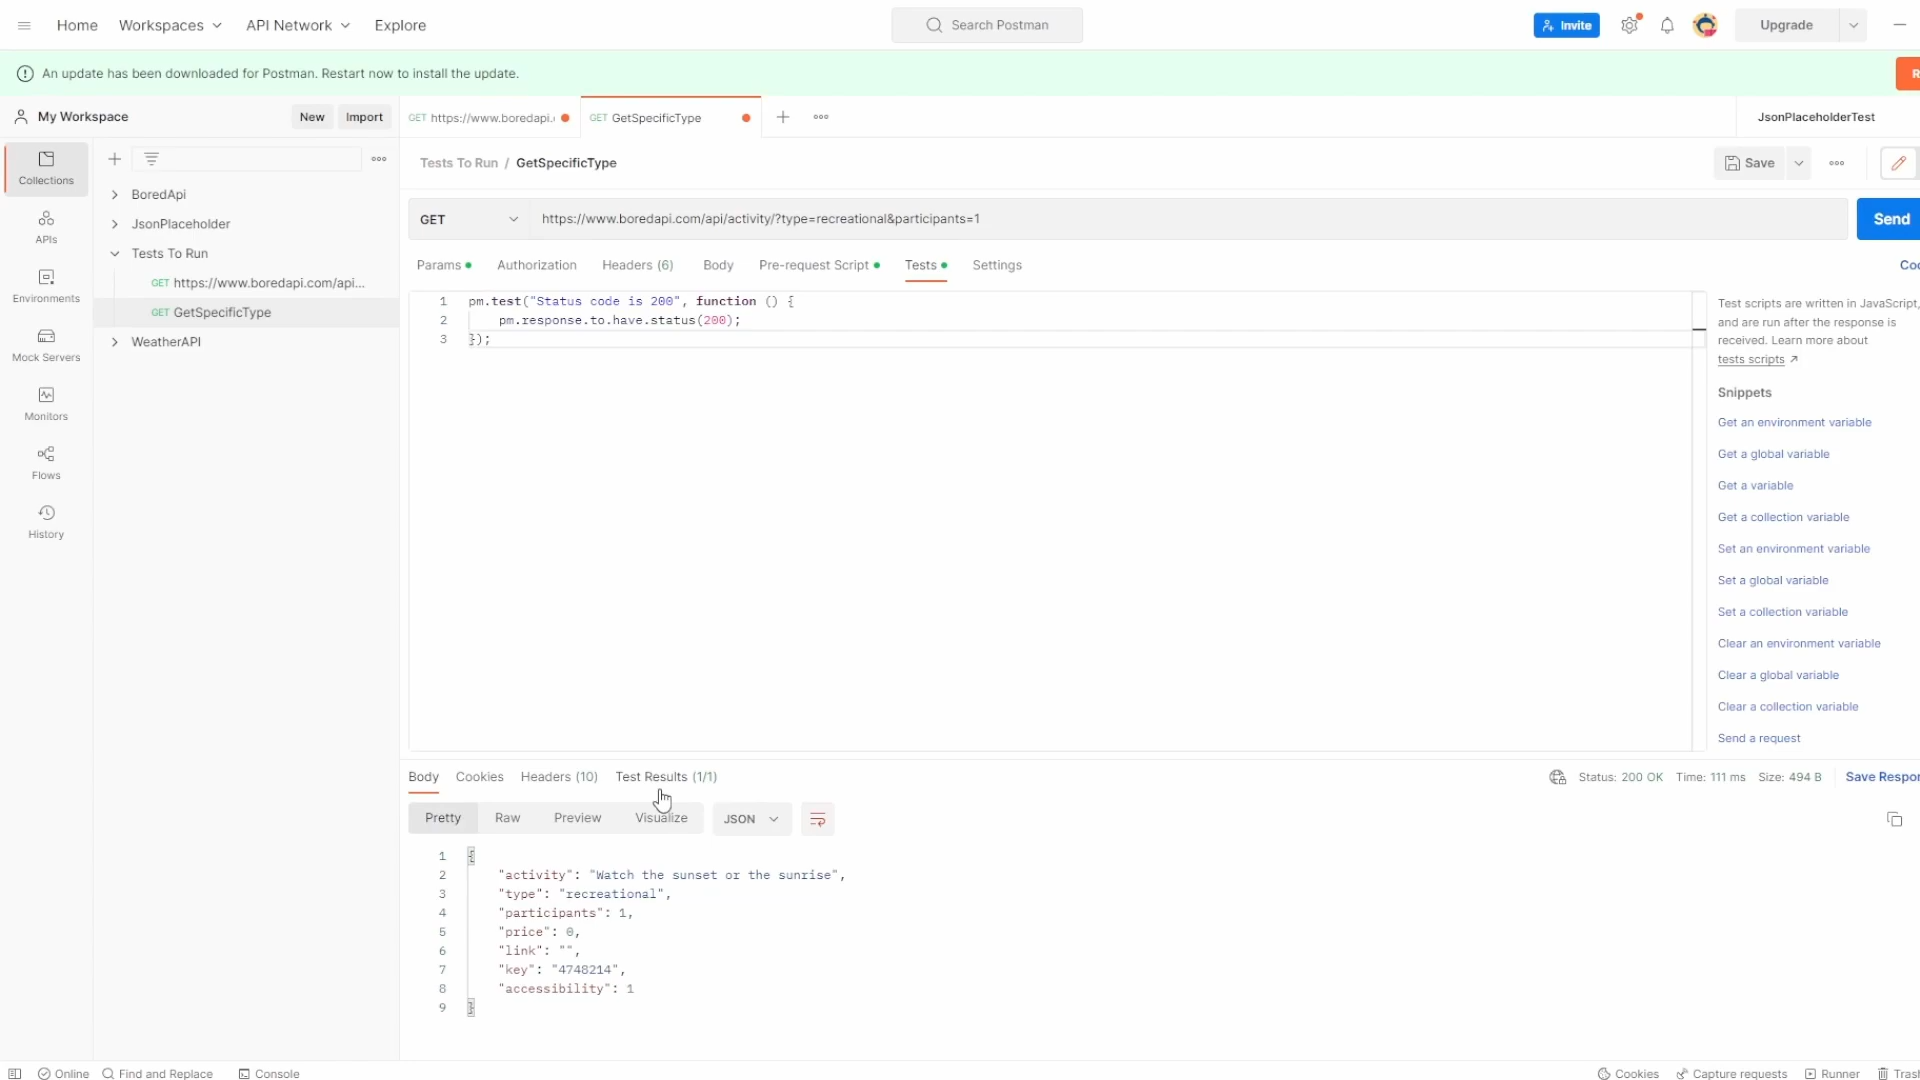 Home Workspaces API Network Explore Search Postman Invite Upgrade
An update has been downloaded for Postman. Restart now to install the update. R
My Workspace New Import GET https://www.boredapi. GET GetSpecificType JsonPlaceholderTest
Tests To Run / GetSpecificType Save
GET https://www.boredapi.com/api/activity/?type=recreational&participants=1 Send
Params Authorization Headers (6) Body Pre-request Script Tests Settings Coo
Collections
APIs
Environments
Mock Servers
Monitors
Flows
History
BoredApi
JsonPlaceholder
Tests To Run
GET https://www.boredapi.com/api...
GET GetSpecificType
WeatherAPI
1 pm.test("Status code is 200", function () {
2 pm.response.to.have.status(200);
3 });
Test scripts are written in JavaScript,
and are run after the response is
received. Learn more about
tests scripts ↗
Snippets
Get an environment variable
Get a global variable
Get a variable
Get a collection variable
Set an environment variable
Set a global variable
Set a collection variable
Clear an environment variable
Clear a global variable
Clear a collection variable
Send a request
Body Cookies Headers (10) Test Results (1/1) Status: 200 OK Time: 111 ms Size: 494 B Save Respor
Pretty Raw Preview Visualize JSON
1 {
2 "activity": "Watch the sunset or the sunrise",
3 "type": "recreational",
4 "participants": 1,
5 "price": 0,
6 "link": "",
7 "key": "4748214",
8 "accessibility": 1
9 }
Online Find and Replace Console Cookies Capture requests Runner Trash